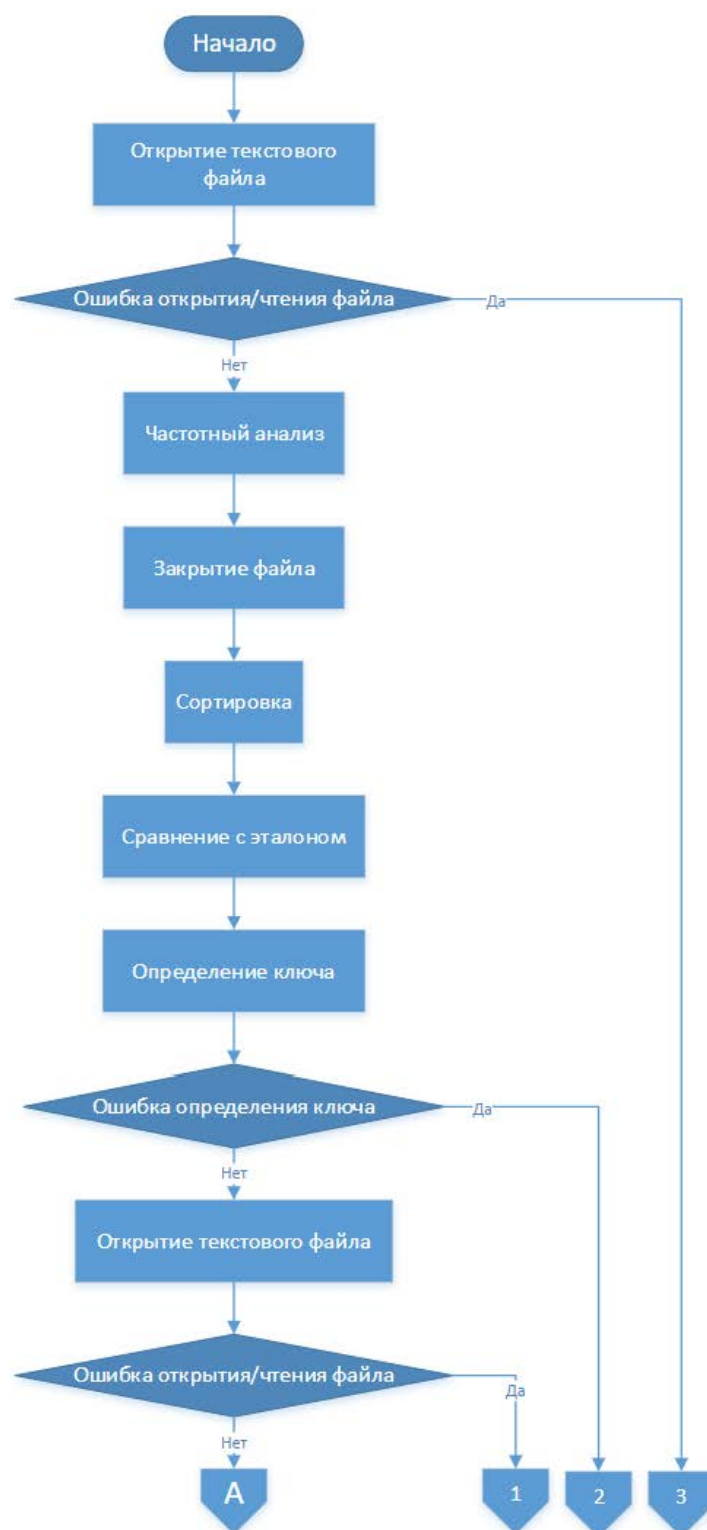 Начало
Открытие текстового
файла
Ошибка открытия/чтения файла
Да
Нет
Частотный анализ
Закрытие файла
Сортировка
Сравнение с эталоном
Определение ключа
Ошибка определения ключа
Да
Нет
Открытие текстового файла
Ошибка открытия/чтения файла
Да
Нет
А
1
2
3